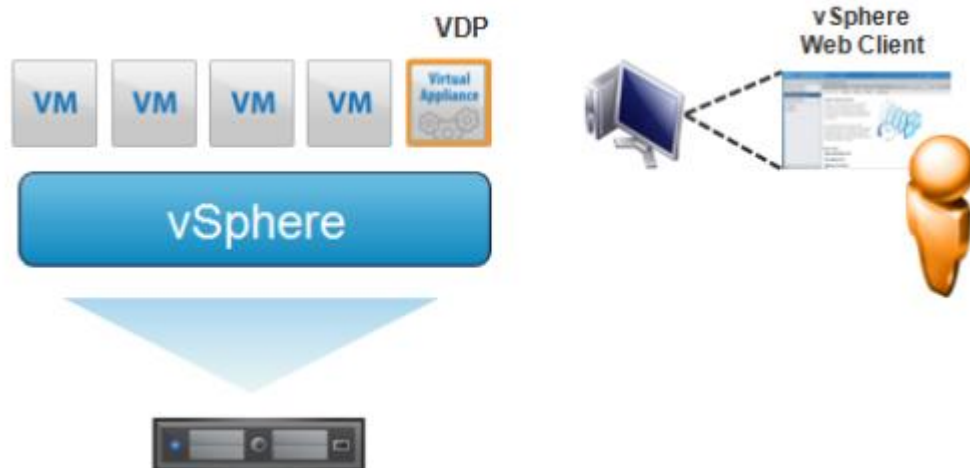 VDP
VM
VM
VM
VM
Virtual
Appliance
vSphere
vSphere
Web Client